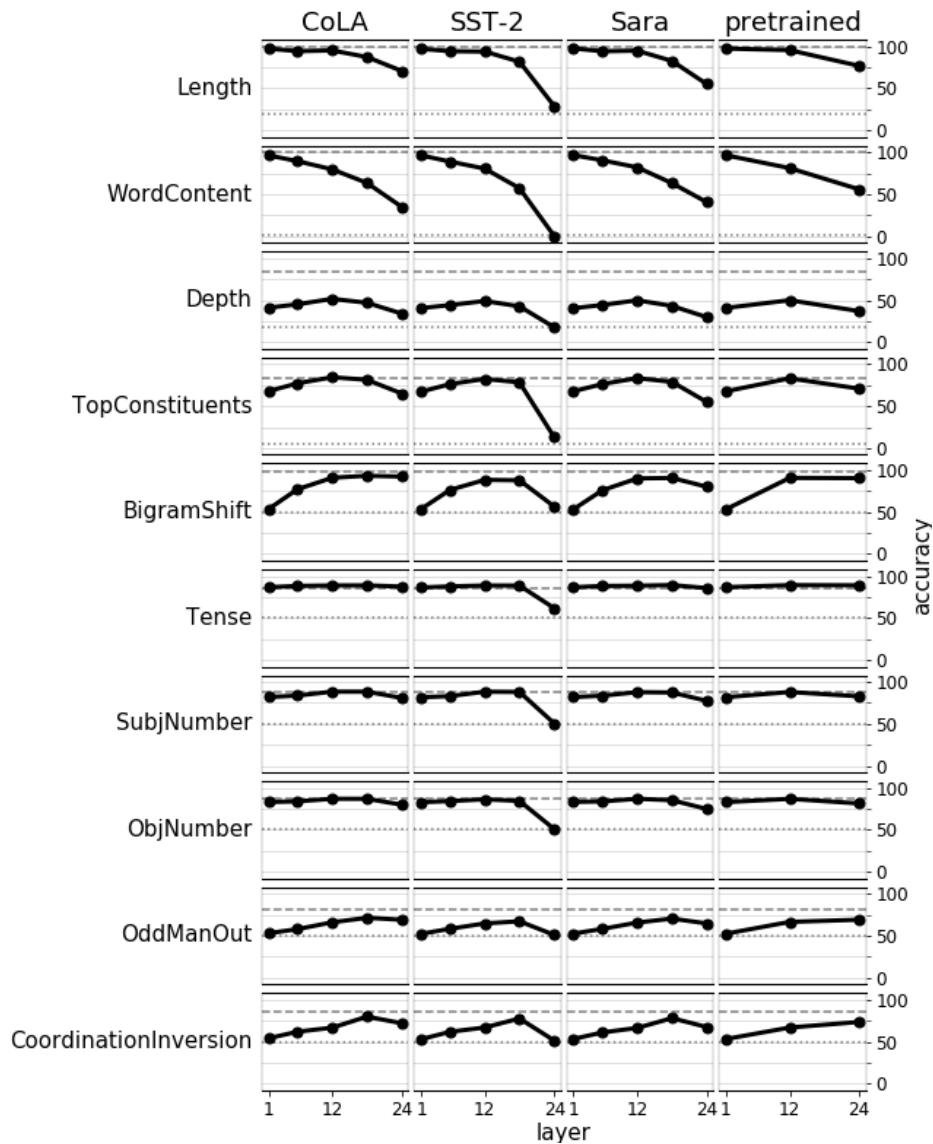 CoLA SST-2 Sara pretrained
Length 100 50 0
WordContent 100 50 0
Depth 100 50 0
TopConstituents 100 50 0
BigramShift 100 50 0
Tense 100 50 0
SubjNumber 100 50 0
ObjNumber 100 50 0
OddManOut 100 50 0
CoordinationInversion 100 50 0
accuracy
1 12 24 1 12 24 1 12 24 1 12 24
layer